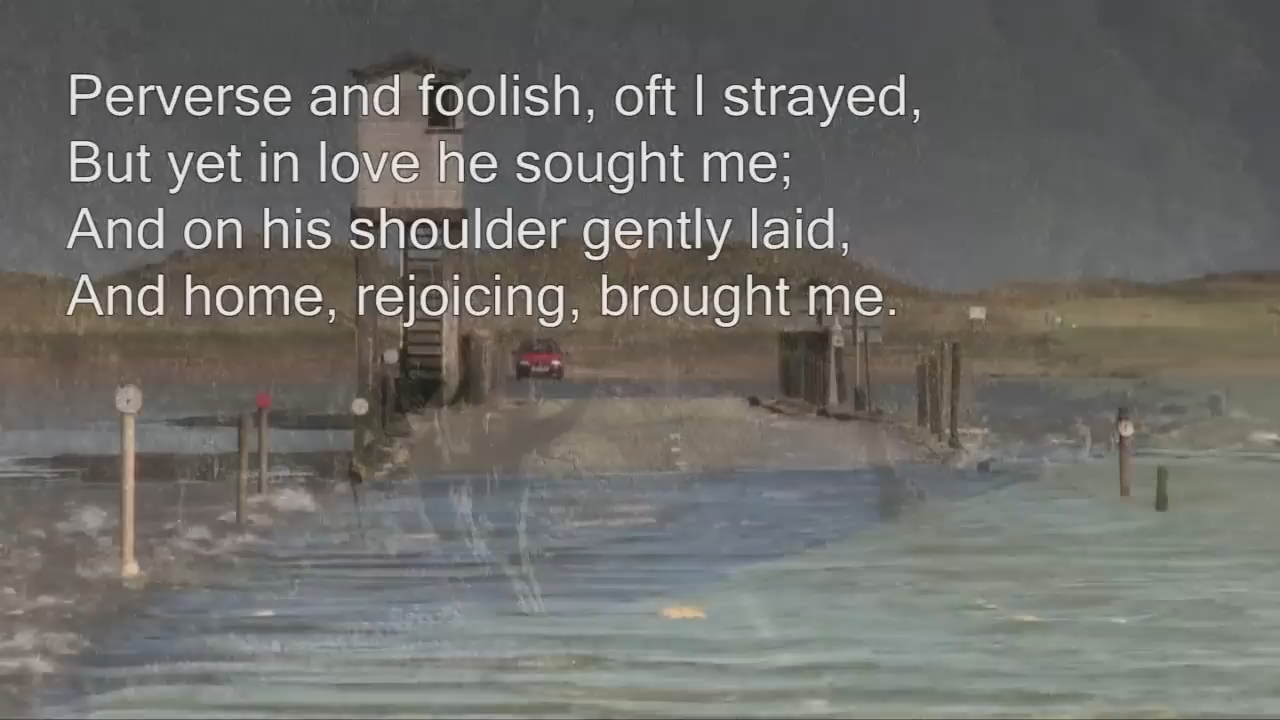 Perverse and foolish, oft I strayed,
But yet in love he sought me;
And on his shoulder gently laid,
And home, rejoicing, brought me.